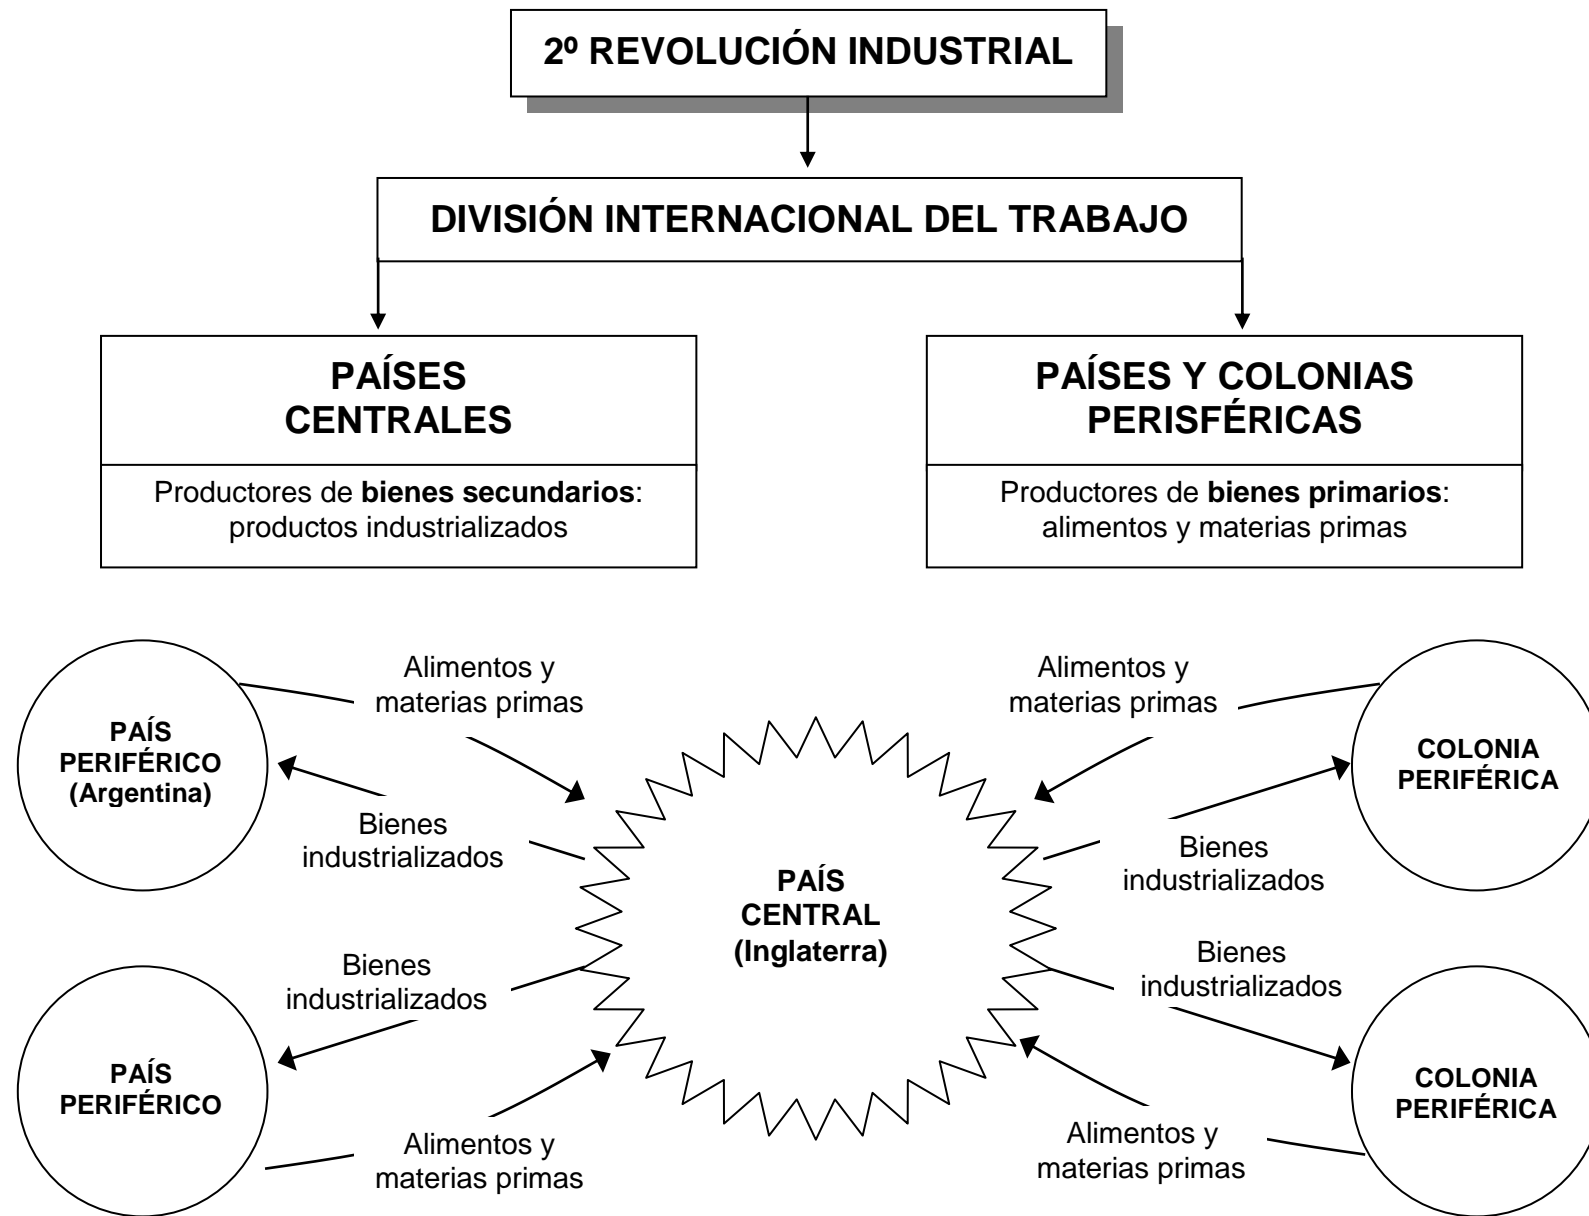 2º REVOLUCIÓN INDUSTRIAL
DIVISIÓN INTERNACIONAL DEL TRABAJO
PAÍSES
CENTRALES
Productores de bienes secundarios:
productos industrializados
PAÍSES Y COLONIAS
PERISFÉRICAS
Productores de bienes primarios:
alimentos y materias primas
PAÍS
PERIFÉRICO
(Argentina)
Alimentos y
materias primas
Bienes
industrializados
Alimentos y
materias primas
Bienes
industrializados
COLONIA
PERIFÉRICA
PAÍS
CENTRAL
(Inglaterra)
Bienes
industrializados
PAÍS
PERIFÉRICO
Alimentos y
materias primas
Bienes
industrializados
COLONIA
PERIFÉRICA
Alimentos y
materias primas